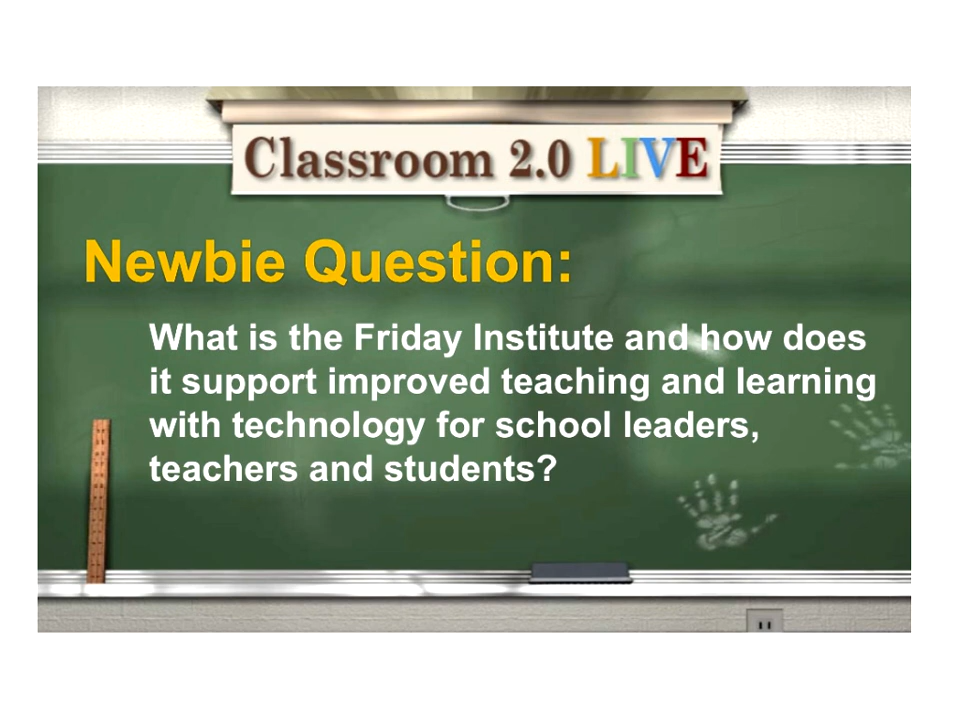 Classroom 2.0 LIVE
Newbie Question:
What is the Friday Institute and how does
it support improved teaching and learning
with technology for school leaders,
teachers and students?